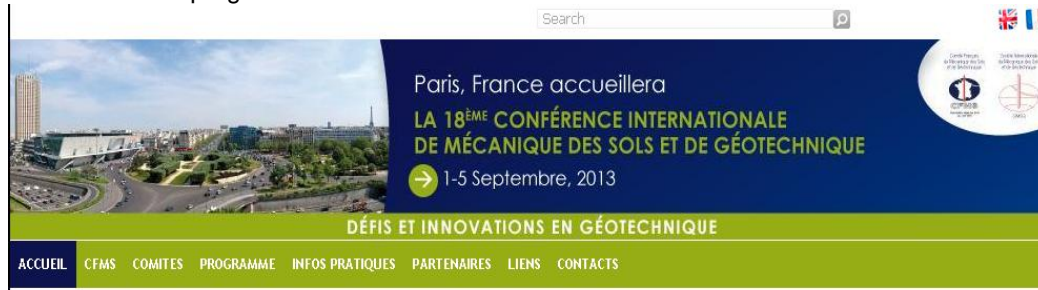 Search
Paris, France accueillera
LA 18ÈME CONFÉRENCE INTERNATIONALE
DE MÉCANIQUE DES SOLS ET DE GÉOTECHNIQUE
1-5 Septembre, 2013
CFMS
DÉFIS ET INNOVATIONS EN GÉOTECHNIQUE
ACCUEIL CFMS COMITES PROGRAMME INFOS PRATIQUES PARTENAIRES LIENS CONTACTS